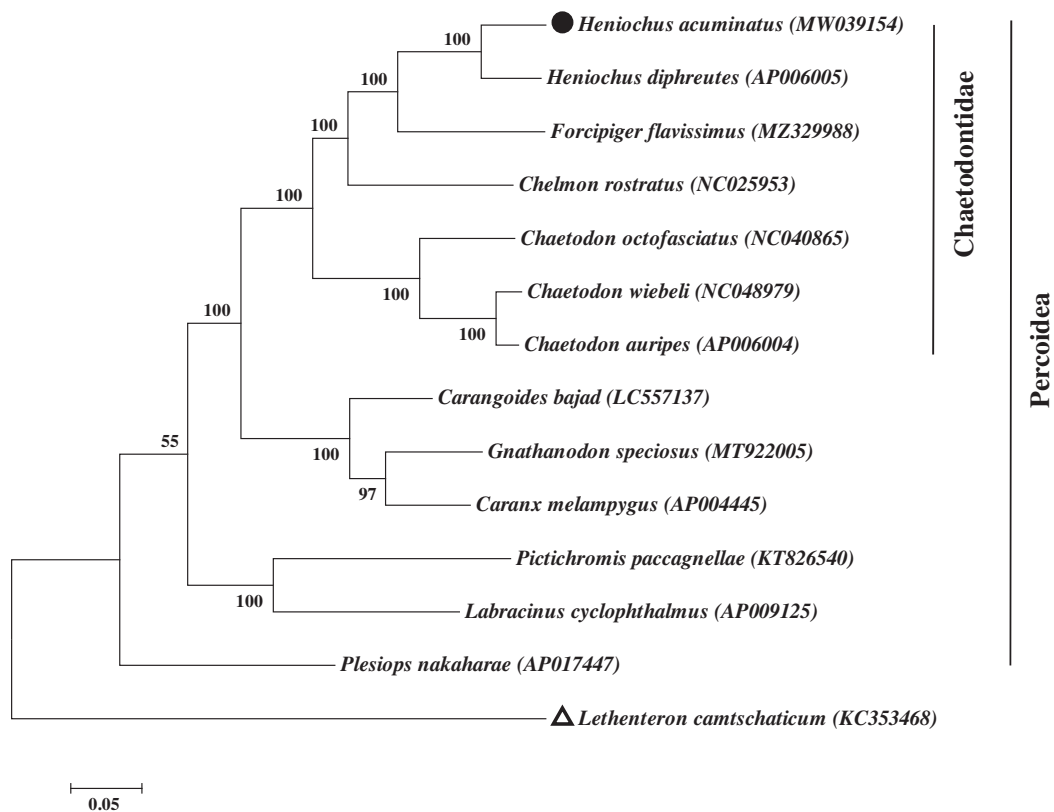 100
Heniochus acuminatus (MW039154)
100
Heniochus diphreutes (AP006005)
100
Forcipiger flavissimus (MZ329988)
100
Chelmon rostratus (NC025953)
Chaetodontidae
Chaetodon octofasciatus (NC040865)
100
Chaetodon wiebeli (NC048979)
100
100
Chaetodon auripes (AP006004)
Percoidea
Carangoides bajad (LC557137)
55
100
Gnathanodon speciosus (MT922005)
97
Caranx melampygus (AP004445)
Pictichromis paccagnellae (KT826540)
100
Labracinus cyclophthalmus (AP009125)
Plesiops nakaharae (AP017447)
Lethenteron camtschaticum (KC353468)
0.05